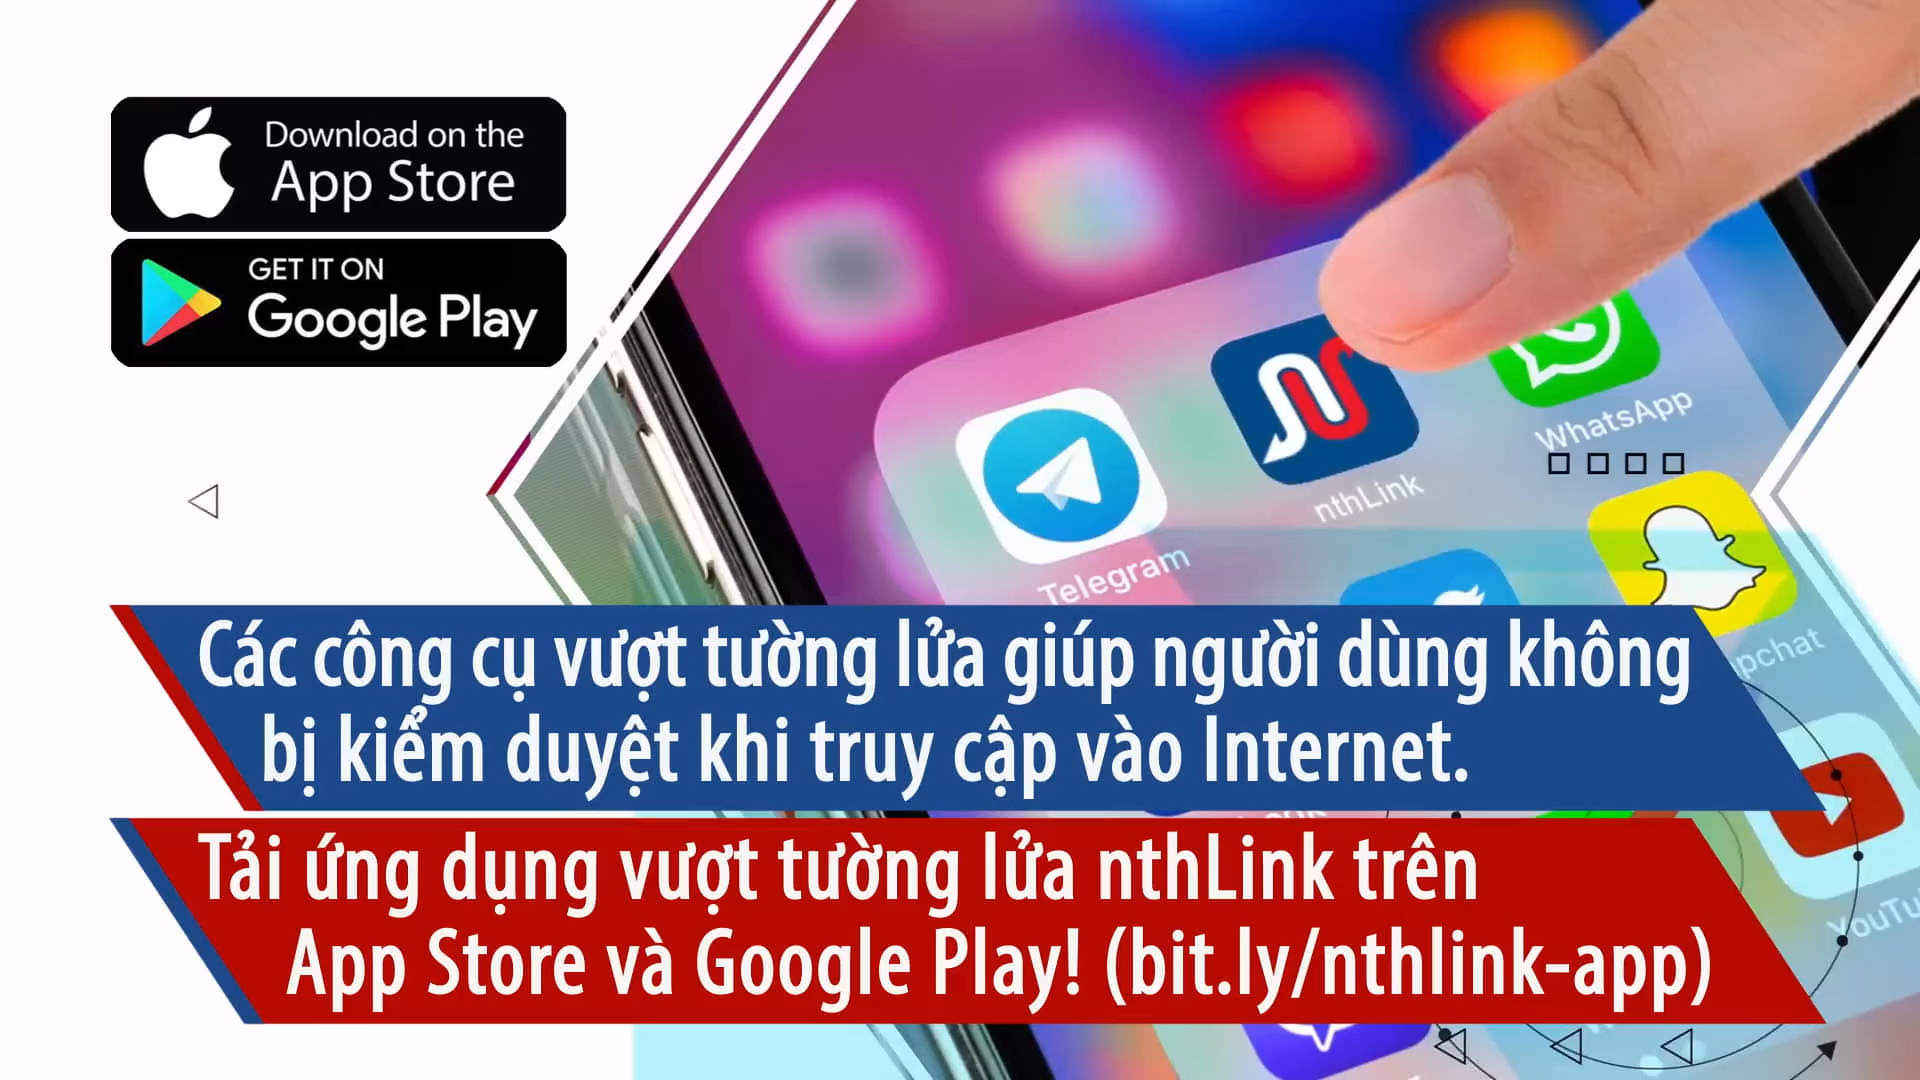 Download on the
App Store
GET IT ON
Google Play
WhatsApp
nthLink
Telegram
pchat
Các công cụ vượt tường lửa giúp người dùng không
bị kiểm duyệt khi truy cập vào Internet.
Tải ứng dụng vượt tường lửa nthLink trên
App Store và Google Play! (bit.ly/nthlink-app)
YouTu